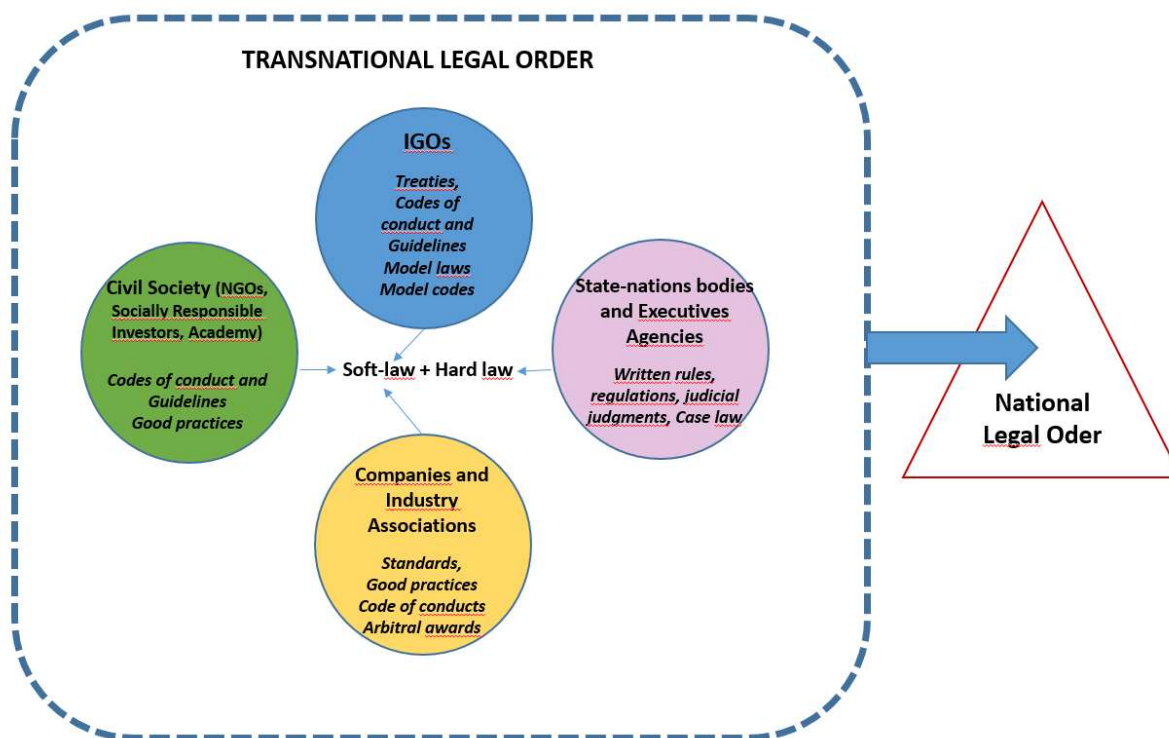 TRANSNATIONAL LEGAL ORDER
IGOs
Treaties,
Codes of
conduct and
Guidelines
Model laws
Model codes
Civil Society (NGOs,
Socially Responsible
Investors, Academy)
Codes of conduct and
Guidelines
Good practices
Soft-law + Hard law
State-nations bodies
and Executives
Agencies
Written rules,
regulations, judicial
judgments, Case law
Companies and
Industry
Associations
Standards,
Good practices
Code of conducts
Arbitral awards
National
Legal Oder